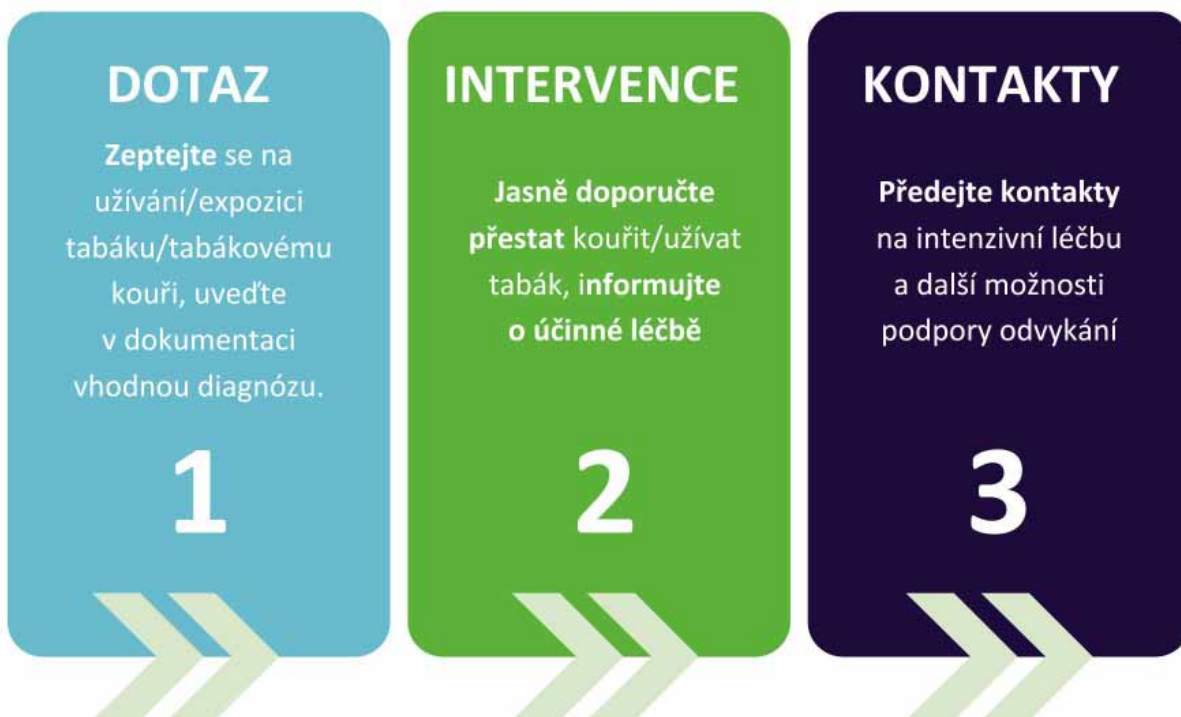 DOTAZ
Zeptejte se na
užívání/expozici
tabáku/tabákovému
kouři, uveďte
v dokumentaci
vhodnou diagnózu.
1
INTERVENCE
Jasně doporučte
přestat kouřit/užívat
tabák, informujte
o účinné léčbě
2
KONTAKTY
Předejte kontakty
na intenzivní léčbu
a další možnosti
podpory odvykání
3